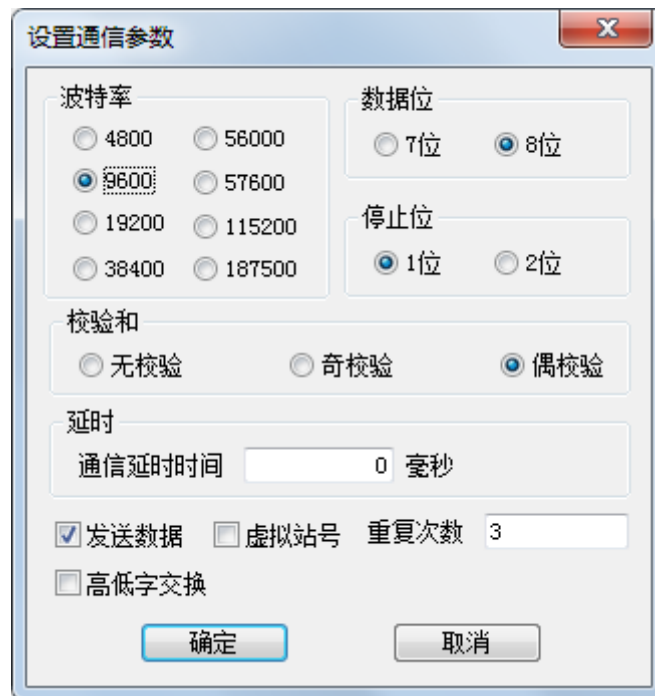 设置通信参数
波特率
4800
56000
9600
57600
19200
115200
38400
187500
数据位
7位
8位
停止位
1位
2位
校验和
无校验
奇校验
偶校验
延时
通信延时时间 0 毫秒
发送数据
虚拟站号
重复次数 3
高低字交换
确定
取消